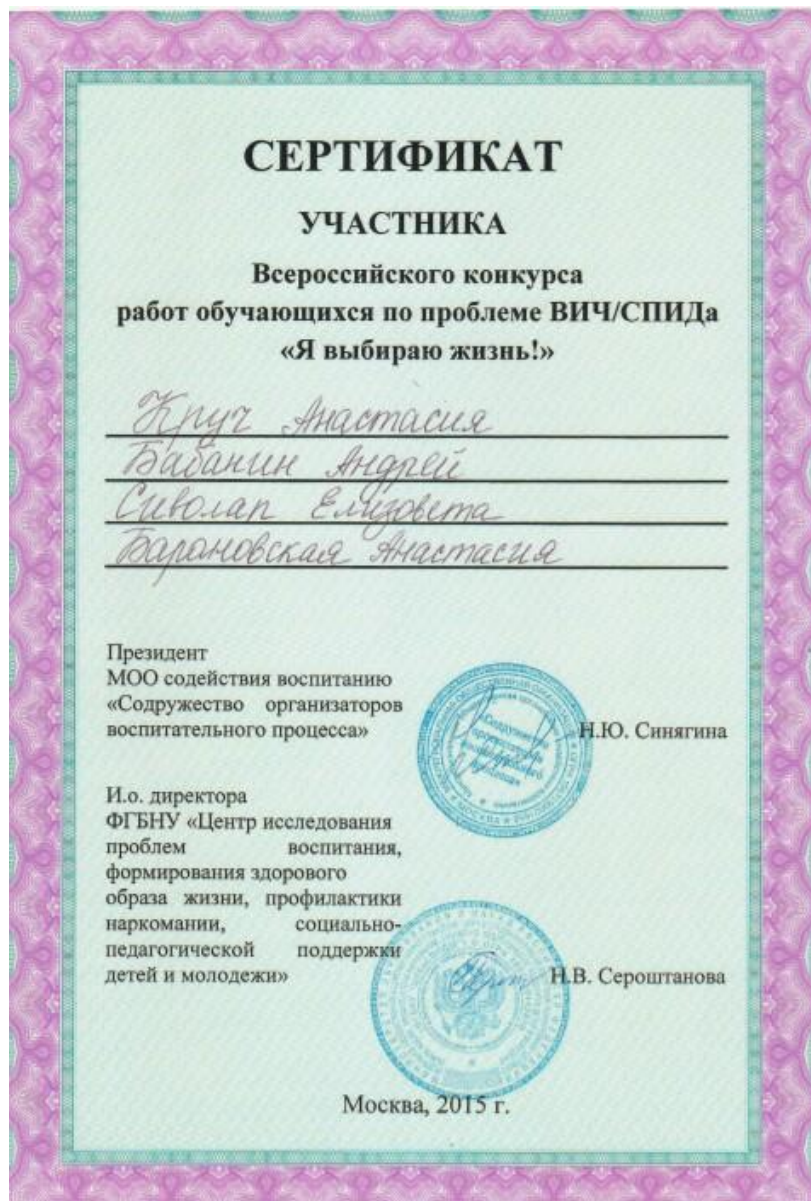 СЕРТИФИКАТ
УЧАСТНИКА
Всероссийского конкурса
работ обучающихся по проблеме ВИЧ/СПИДа
«Я выбираю жизнь!»
Круч Анастасия
Бабанин Андрей
Сиволап Елизовета
Барановская Анастасия
Президент
МОО содействия воспитанию
«Содружество организаторов
воспитательного процесса»
Н.Ю. Синягина
И.о. директора
ФГБНУ «Центр исследования
проблем воспитания,
формирования здорового
образа жизни, профилактики
наркомании, социально-
педагогической поддержки
детей и молодежи»
Н.В. Сероштанова
Москва, 2015 г.